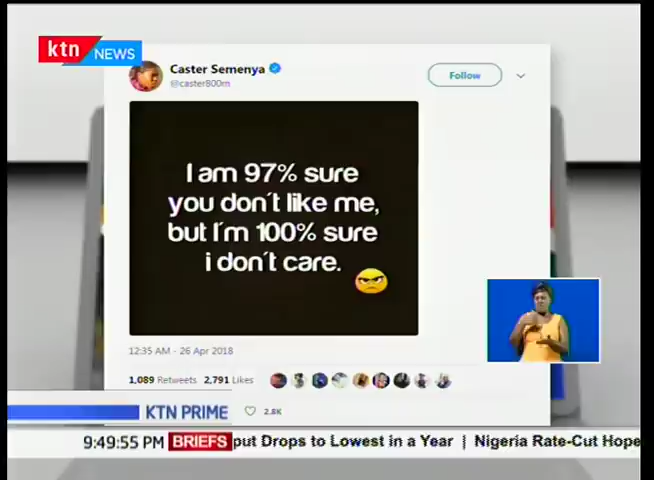 ktn NEWS
Caster Semenya
@caster800m
Follow
I am 97% sure
you don't like me,
but I'm 100% sure
i don't care.
12:35 AM - 26 Apr 2018
1,089 Retweets 2,791 Likes
2.8K
KTN PRIME
9:49:55 PM BRIEFS put Drops to Lowest in a Year | Nigeria Rate-Cut Hope